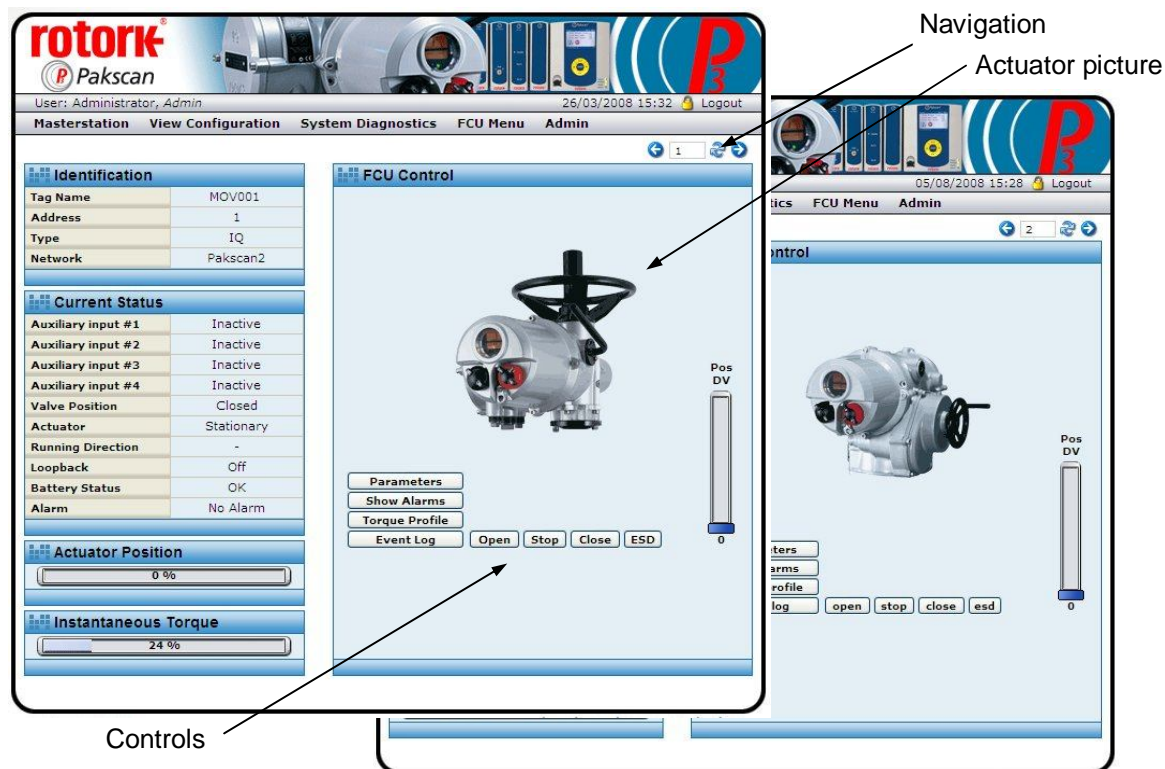 Navigation
Actuator picture
rotork
Pakscan
P3
User: Administrator, Admin
26/03/2008 15:32 Logout
Masterstation View Configuration System Diagnostics FCU Menu Admin
1
Identification
Tag Name MOV001
Address 1
Type IQ
Network Pakscan2
Current Status
Auxiliary input #1 Inactive
Auxiliary input #2 Inactive
Auxiliary input #3 Inactive
Auxiliary input #4 Inactive
Valve Position Closed
Actuator Stationary
Running Direction -
Loopback Off
Battery Status OK
Alarm No Alarm
Actuator Position
0 %
Instantaneous Torque
24 %
FCU Control
Pos
DV
Parameters
Show Alarms
Torque Profile
Event Log Open Stop Close ESD
0
P3
05/08/2008 15:28 Logout
tics FCU Menu Admin
2
ontrol
Pos
DV
eters
arms
rofile
log open stop close esd
0
Controls